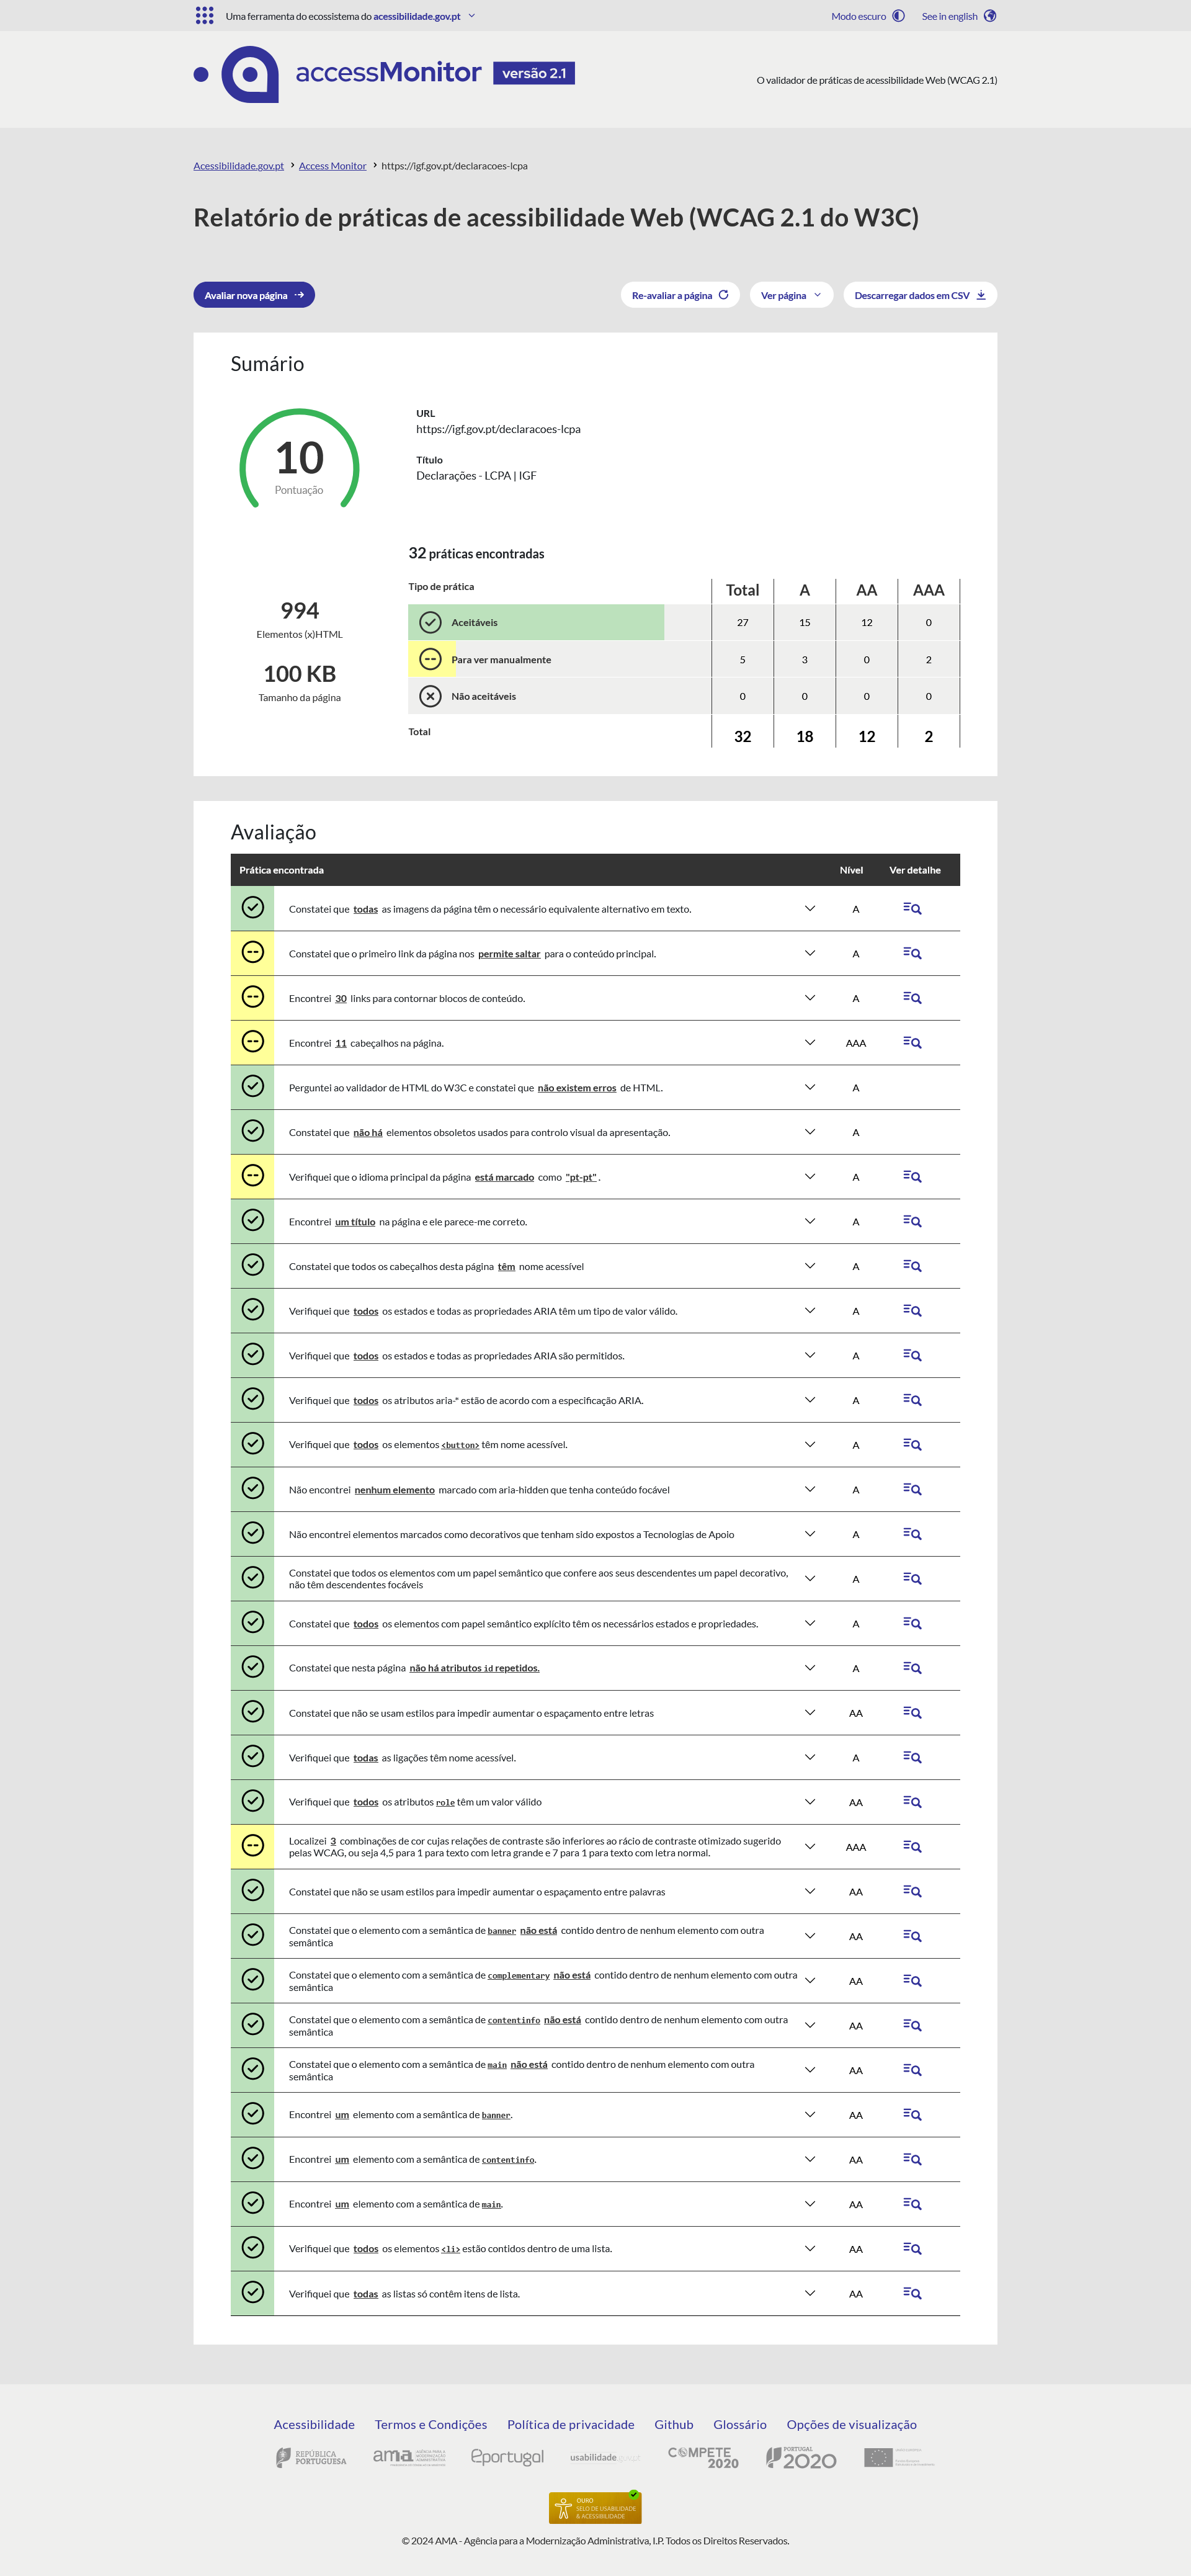 Uma ferramenta do ecossistema do acessibilidade.gov.pt
Modo escuro
See in english
accessMonitor versão 2.1
O validador de práticas de acessibilidade Web (WCAG 2.1)
Acessibilidade.gov.pt
Access Monitor
https://igf.gov.pt/declaracoes-lcpa
Relatório de práticas de acessibilidade Web (WCAG 2.1 do W3C)
Avaliar nova página
Re-avaliar a página
Ver página
Descarregar dados em CSV
Sumário
10
Pontuação
URL
https://igf.gov.pt/declaracoes-lcpa
Título
Declarações - LCPA | IGF
994
Elementos (x)HTML
100 KB
Tamanho da página
32 práticas encontradas
Tipo de prática Total A AA AAA
Aceitáveis 27 15 12 0
Para ver manualmente 5 3 0 2
Não aceitáveis 0 0 0 0
Total 32 18 12 2
Avaliação
Prática encontrada Nível Ver detalhe
Constatei que todas as imagens da página têm o necessário equivalente alternativo em texto. A
Constatei que o primeiro link da página nos permite saltar para o conteúdo principal. A
Encontrei 30 links para contornar blocos de conteúdo. A
Encontrei 11 cabeçalhos na página. AAA
Perguntei ao validador de HTML do W3C e constatei que não existem erros de HTML. A
Constatei que não há elementos obsoletos usados para controlo visual da apresentação. A
Verifiquei que o idioma principal da página está marcado como "pt-pt" . A
Encontrei um título na página e ele parece-me correto. A
Constatei que todos os cabeçalhos desta página têm nome acessível A
Verifiquei que todos os estados e todas as propriedades ARIA têm um tipo de valor válido. A
Verifiquei que todos os estados e todas as propriedades ARIA são permitidos. A
Verifiquei que todos os atributos aria-* estão de acordo com a especificação ARIA. A
Verifiquei que todos os elementos <button> têm nome acessível. A
Não encontrei nenhum elemento marcado com aria-hidden que tenha conteúdo focável A
Não encontrei elementos marcados como decorativos que tenham sido expostos a Tecnologias de Apoio A
Constatei que todos os elementos com um papel semântico que confere aos seus descendentes um papel decorativo,
não têm descendentes focáveis A
Constatei que todos os elementos com papel semântico explícito têm os necessários estados e propriedades. A
Constatei que nesta página não há atributos id repetidos. A
Constatei que não se usam estilos para impedir aumentar o espaçamento entre letras AA
Verifiquei que todas as ligações têm nome acessível. A
Verifiquei que todos os atributos role têm um valor válido AA
Localizei 3 combinações de cor cujas relações de contraste são inferiores ao rácio de contraste otimizado sugerido
pelas WCAG, ou seja 4,5 para 1 para texto com letra grande e 7 para 1 para texto com letra normal. AAA
Constatei que não se usam estilos para impedir aumentar o espaçamento entre palavras AA
Constatei que o elemento com a semântica de banner não está contido dentro de nenhum elemento com outra
semântica AA
Constatei que o elemento com a semântica de complementary não está contido dentro de nenhum elemento com outra
semântica AA
Constatei que o elemento com a semântica de contentinfo não está contido dentro de nenhum elemento com outra
semântica AA
Constatei que o elemento com a semântica de main não está contido dentro de nenhum elemento com outra
semântica AA
Encontrei um elemento com a semântica de banner. AA
Encontrei um elemento com a semântica de contentinfo. AA
Encontrei um elemento com a semântica de main. AA
Verifiquei que todos os elementos <li> estão contidos dentro de uma lista. AA
Verifiquei que todas as listas só contêm itens de lista. AA
Acessibilidade Termos e Condições Política de privacidade Github Glossário Opções de visualização
REPÚBLICA
PORTUGUESA
ama
eportugal
usabilidade
COMPETE
2020
PORTUGAL
2020
OURO
SELO DE USABILIDADE
& ACESSIBILIDADE
© 2024 AMA - Agência para a Modernização Administrativa, I.P. Todos os Direitos Reservados.